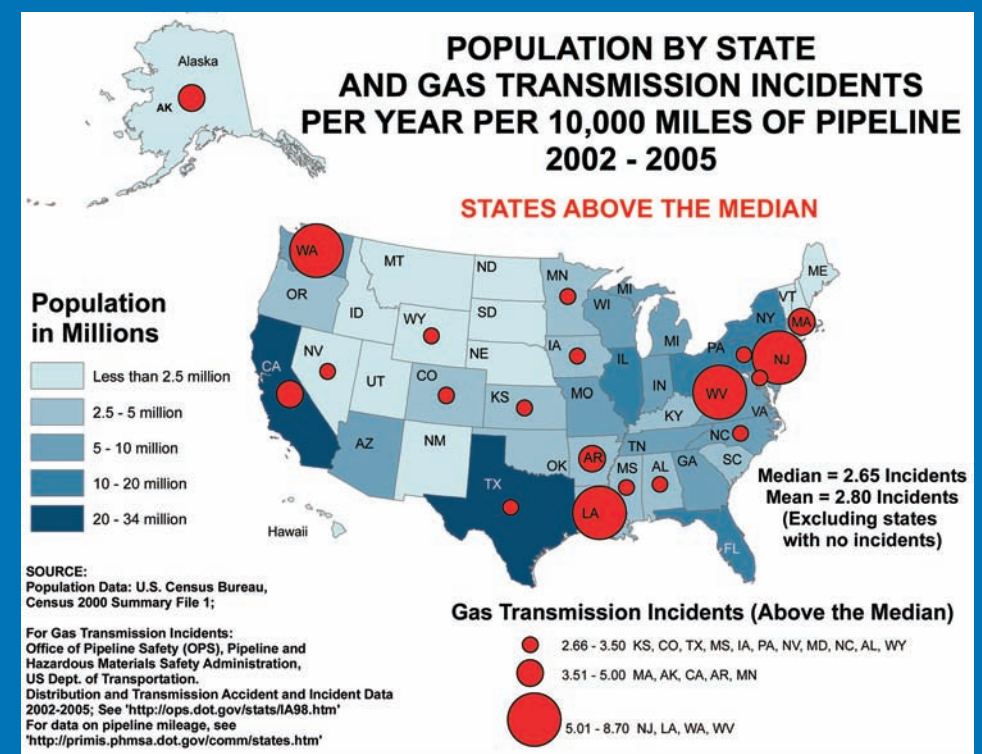 POPULATION BY STATE
AND GAS TRANSMISSION INCIDENTS
PER YEAR PER 10,000 MILES OF PIPELINE
2002 - 2005
STATES ABOVE THE MEDIAN
Alaska
AK
WA
MT
ND
MN
ME
OR
ID
WY
SD
WI
MI
MI
VT
NY
MA
NV
UT
CO
NE
IA
IL
IN
PA
NJ
CA
KS
MO
KY
WV
VA
AZ
NM
OK
AR
TN
NC
SC
TX
LA
MS
AL
GA
FL
Hawaii
Population
in Millions
Less than 2.5 million
2.5 - 5 million
5 - 10 million
10 - 20 million
20 - 34 million
Median = 2.65 Incidents
Mean = 2.80 Incidents
(Excluding states
with no incidents)
SOURCE:
Population Data: U.S. Census Bureau,
Census 2000 Summary File 1;
For Gas Transmission Incidents:
Office of Pipeline Safety (OPS), Pipeline and
Hazardous Materials Safety Administration,
US Dept. of Transportation.
Distribution and Transmission Accident and Incident Data
2002-2005; See 'http://ops.dot.gov/stats/IA98.htm'
For data on pipeline mileage, see
'http://primis.phmsa.dot.gov/comm/states.htm'
Gas Transmission Incidents (Above the Median)
2.66 - 3.50 KS, CO, TX, MS, IA, PA, NV, MD, NC, AL, WY
3.51 - 5.00 MA, AK, CA, AR, MN
5.01 - 8.70 NJ, LA, WA, WV